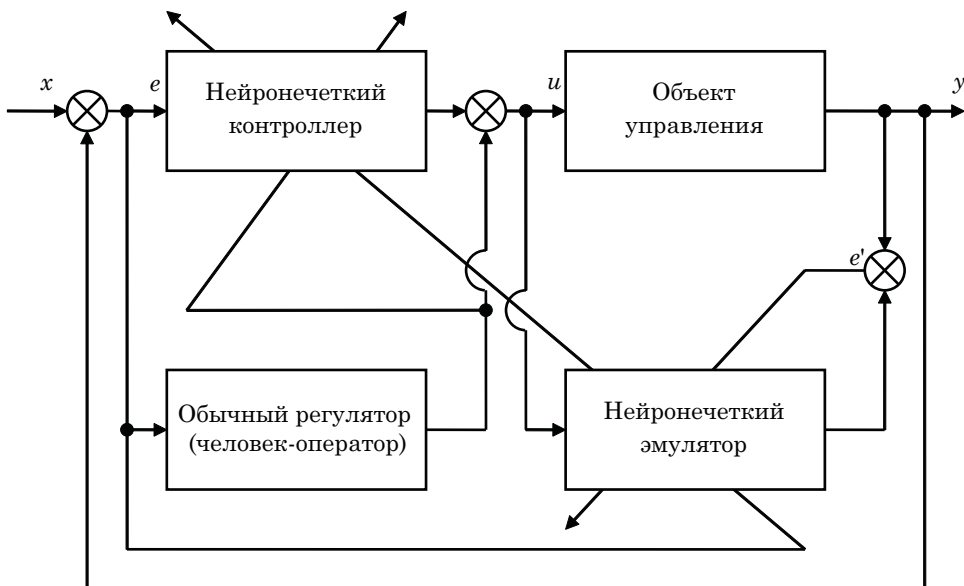 x
e
Нейронечеткий
контроллер
u
Объект
управления
y
e'
Обычный регулятор
(человек-оператор)
Нейронечеткий
эмулятор